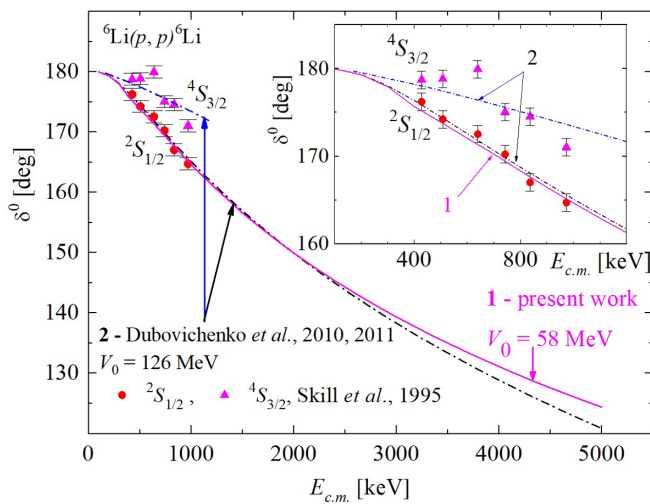 ⁶Li(p, p)⁶Li
⁴S₃/₂
²S₁/₂
δ⁰ [deg]
180
170
160
150
140
130
0
1000
2000
3000
4000
5000
E_c.m. [keV]
2 - Dubovichenko et al., 2010, 2011
V₀ = 126 MeV
²S₁/₂ , ⁴S₃/₂, Skill et al., 1995
1 - present work
V₀ = 58 MeV
δ⁰ [deg]
180
170
160
400
800
E_c.m. [keV]
⁴S₃/₂
2
²S₁/₂
1